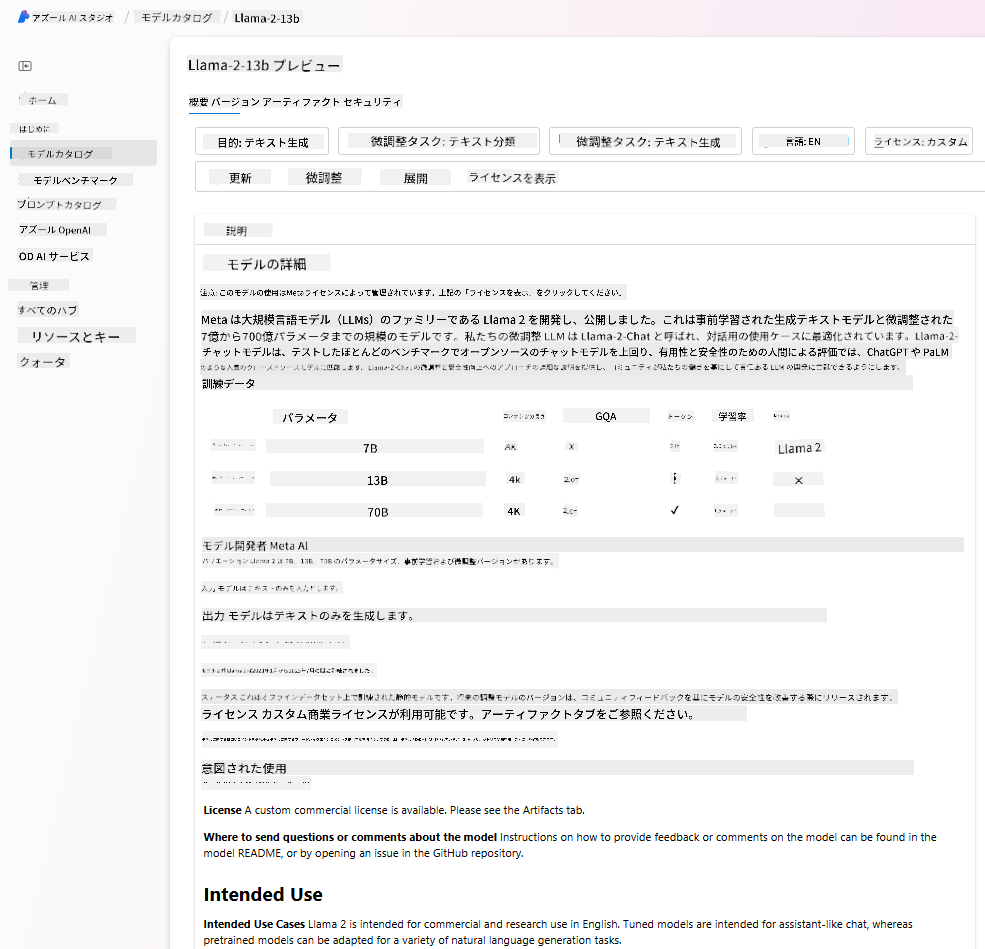 アズール AI スタジオ / モデルカタログ / Llama-2-13b
Llama-2-13b プレビュー
ホーム
概要 バージョン アーティファクト セキュリティ
はじめに
目的: テキスト生成 微調整タスク: テキスト分類 微調整タスク: テキスト生成 言語: EN ライセンス: カスタム
モデルカタログ
モデルベンチマーク
更新 微調整 展開 ライセンスを表示
プロンプトカタログ
アズール OpenAI
説明
OD AI サービス
モデルの詳細
管理
注意: このモデルの使用はMetaライセンスによって管理されています。上記の「ライセンスを表示」をクリックしてください。
すべてのハブ
リソースとキー
クォータ
Meta は大規模言語モデル（LLMs）のファミリーである Llama 2 を開発し、公開しました。これは事前学習された生成テキストモデルと微調整された
7億から700億パラメータまでの規模のモデルです。私たちの微調整 LLM は Llama-2-Chat と呼ばれ、対話用の使用ケースに最適化されています。Llama-2-
チャットモデルは、テストしたほとんどのベンチマークでオープンソースのチャットモデルを上回り、有用性と安全性のための人間による評価では、ChatGPT や PaLM
訓練データ
パラメータ GQA トークン 学習率
7B 4K X Llama 2
13B 4k ×
70B 4K ✓
モデル開発者 Meta AI
バリエーション Llama 2 は 7B、13B、70B のパラメータサイズ、事前学習および微調整バージョンがあります。
入力 モデルはテキストのみを入力とします。
出力 モデルはテキストのみを生成します。
ステータス これはオフラインデータセット上で訓練された静的モデルです。将来の調整モデルのバージョンは、コミュニティフィードバックを基にモデルの安全性を改善する際にリリースされます。
ライセンス カスタム商業ライセンスが利用可能です。アーティファクトタブをご参照ください。
意図された使用
License A custom commercial license is available. Please see the Artifacts tab.
Where to send questions or comments about the model Instructions on how to provide feedback or comments on the model can be found in the
model README, or by opening an issue in the GitHub repository.
Intended Use
Intended Use Cases Llama 2 is intended for commercial and research use in English. Tuned models are intended for assistant-like chat, whereas
pretrained models can be adapted for a variety of natural language generation tasks.